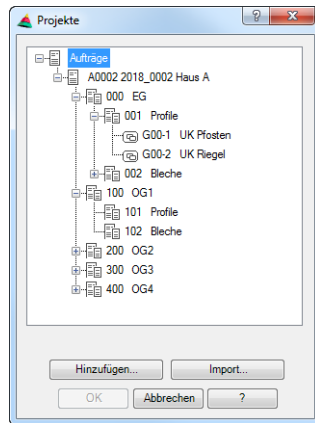 Projekte
?
Aufträge
A0002 2018_0002 Haus A
000 EG
001 Profile
G00-1 UK Pfosten
G00-2 UK Riegel
002 Bleche
100 OG1
101 Profile
102 Bleche
200 OG2
300 OG3
400 OG4
Hinzufügen... Import...
OK Abbrechen ?